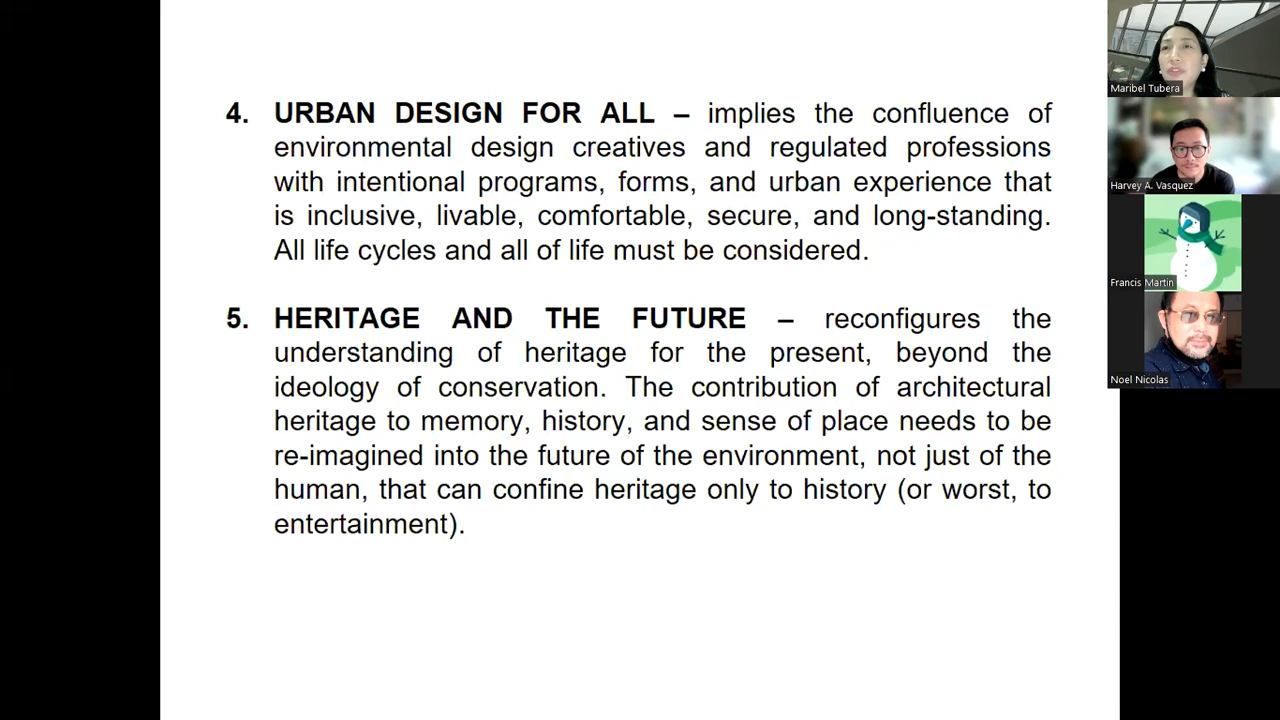 4. URBAN DESIGN FOR ALL – implies the confluence of
environmental design creatives and regulated professions
with intentional programs, forms, and urban experience that
is inclusive, livable, comfortable, secure, and long-standing.
All life cycles and all of life must be considered.
5. HERITAGE AND THE FUTURE – reconfigures the
understanding of heritage for the present, beyond the
ideology of conservation. The contribution of architectural
heritage to memory, history, and sense of place needs to be
re-imagined into the future of the environment, not just of the
human, that can confine heritage only to history (or worst, to
entertainment).
Maribel Tubera
Harvey A. Vasquez
Francis Martin
Noel Nicolas